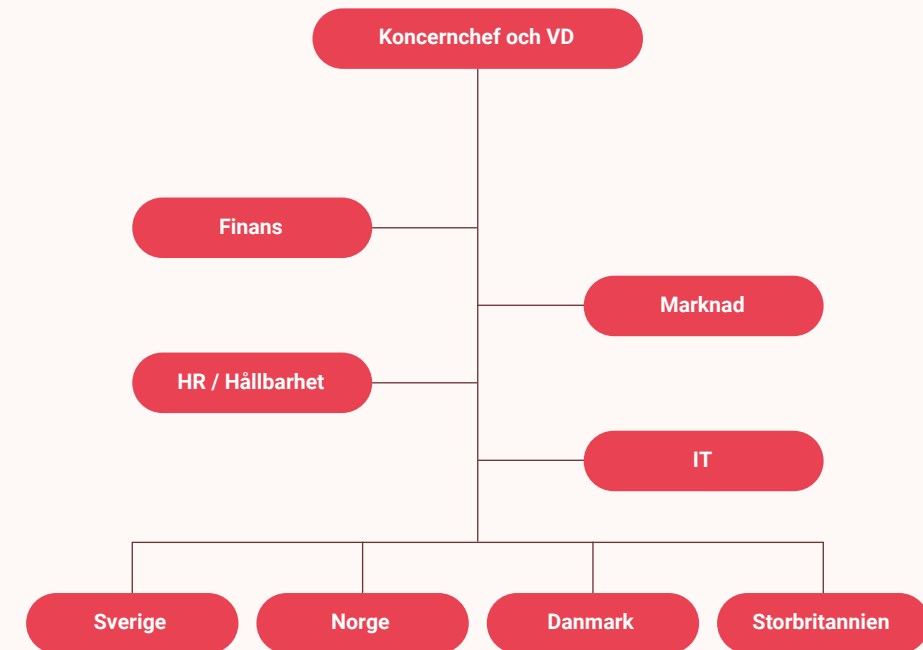 Koncernchef och VD
Finans
Marknad
HR / Hållbarhet
IT
Sverige
Norge
Danmark
Storbritannien